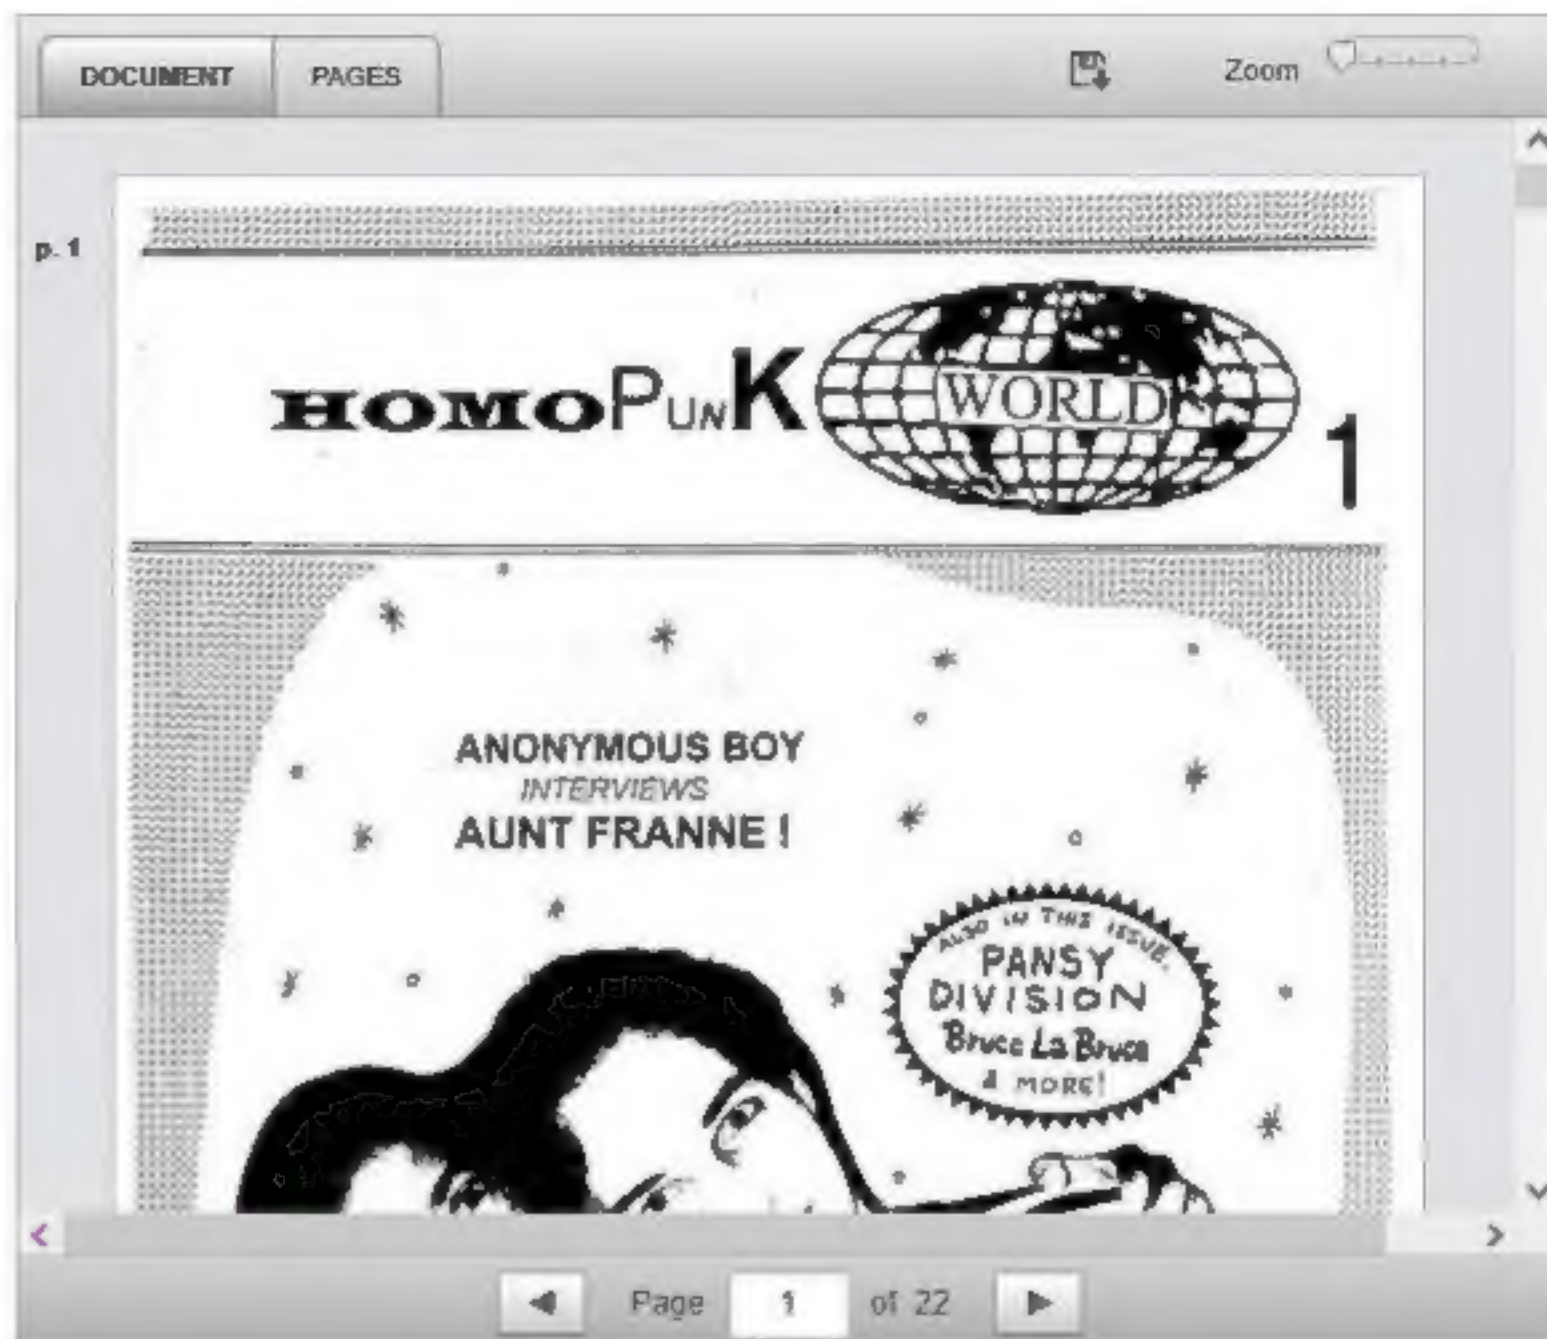 DOCUMENT PAGES Zoom
p. 1
HOMOPUNK WORLD 1
ANONYMOUS BOY
INTERVIEWS
AUNT FRANNE !
ALSO IN THIS ISSUE,
PANSY
DIVISION
Bruce La Bruce
& MORE!
Page 1 of 22